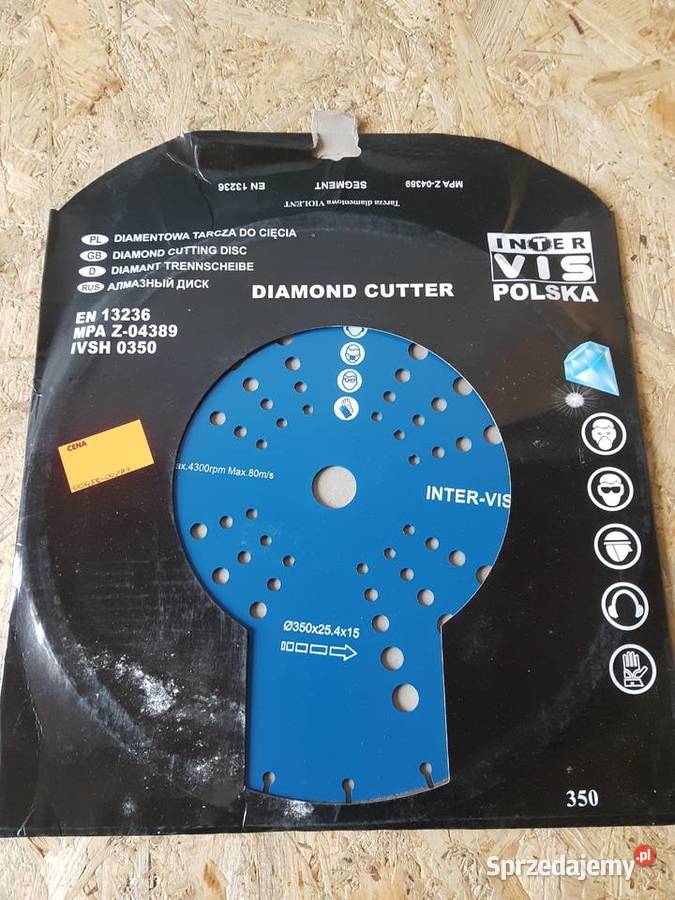 MPA-Z-04389 SEGMENT EN 13236
Tarcza diamentowa VIOLENT
PL DIAMENTOWA TARCZA DO CIĘCIA
GB DIAMOND CUTTING DISC
D DIAMANT TRENNSCHEIBE
RUS АЛМАЗНЫЙ ДИСК
INTER
VIS
POLSKA
DIAMOND CUTTER
EN 13236
MPA Z-04389
IVSH 0350
CENA
ax.4300rpm Max.80m/s
INTER-VIS
Ø350x25.4x15
350
Sprzedajemy.pl